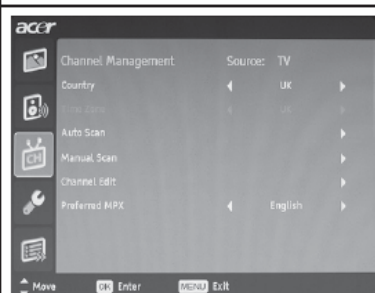 acer
Channel Management Source: TV
Country UK
Auto Scan
Manual Scan
Channel Edit
Preferred MPX English
CH
Move OK Enter MENU Exit